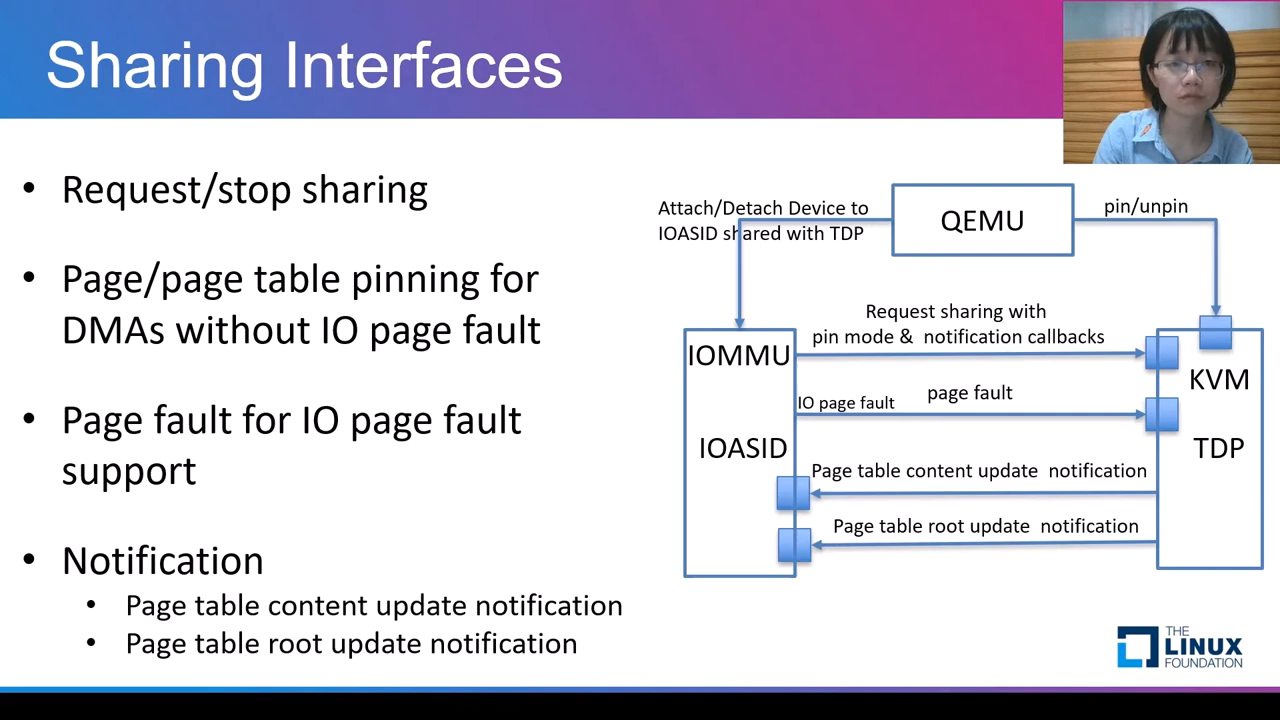 Sharing Interfaces
• Request/stop sharing
• Page/page table pinning for
DMAs without IO page fault
• Page fault for IO page fault
support
• Notification
• Page table content update notification
• Page table root update notification
Attach/Detach Device to
IOASID shared with TDP
QEMU
pin/unpin
Request sharing with
pin mode & notification callbacks
IOMMU
KVM
IO page fault
page fault
IOASID
TDP
Page table content update notification
Page table root update notification
THE
LINUX
FOUNDATION